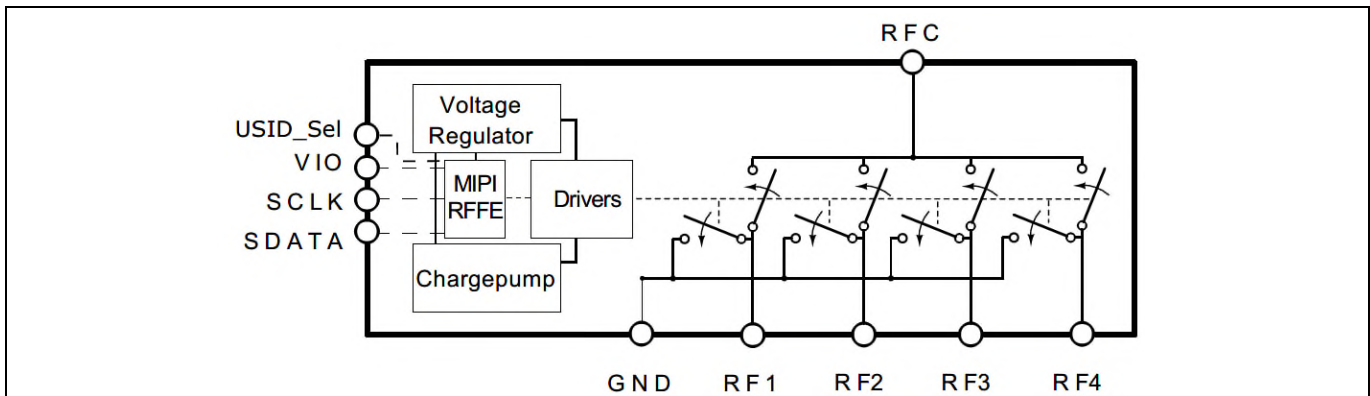 RFC
Voltage
Regulator
USID_Sel
VIO
SCLK
SDATA
MIPI
RFFE
Drivers
Chargepump
GND
RF1
RF2
RF3
RF4